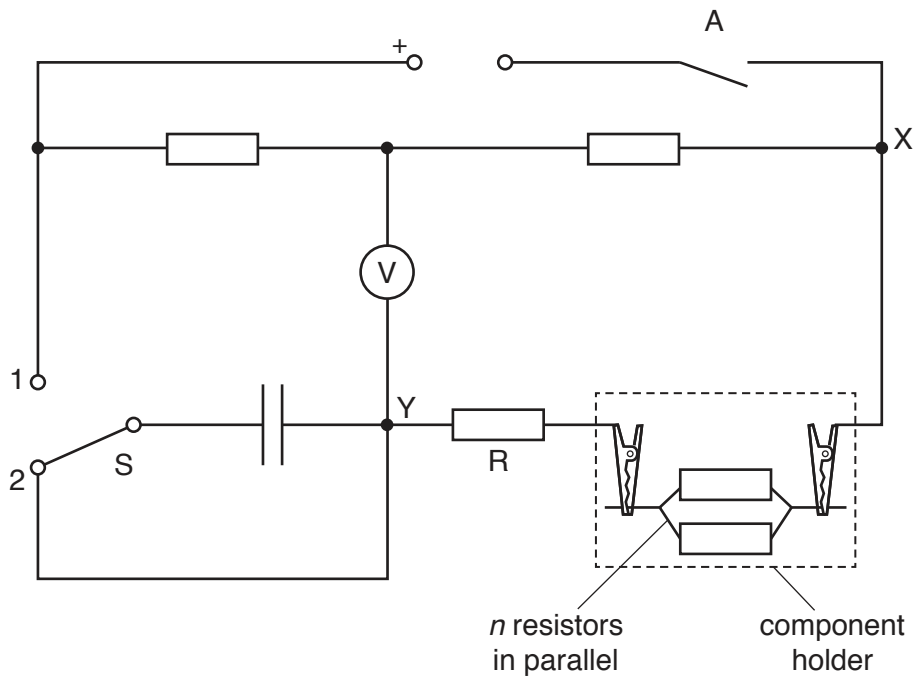 A
+
X
V
1
Y
S
R
2
n resistors
in parallel
component
holder